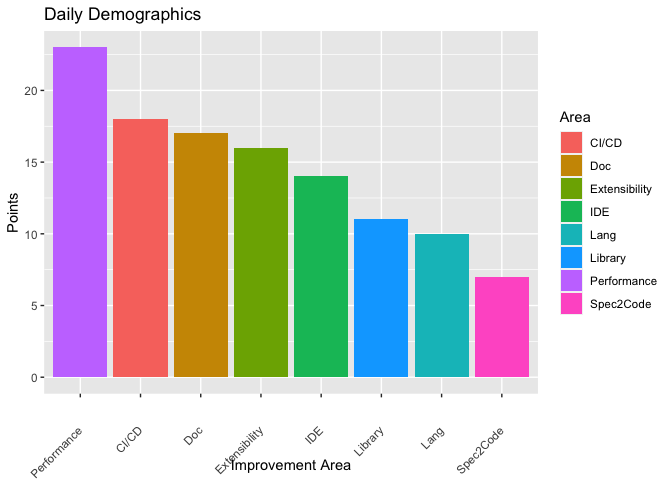 Daily Demographics
Points
20
15
10
5
0
Performance
CI/CD
Doc
Extensibility
IDE
Library
Lang
Spec2Code
Improvement Area
Area
CI/CD
Doc
Extensibility
IDE
Lang
Library
Performance
Spec2Code